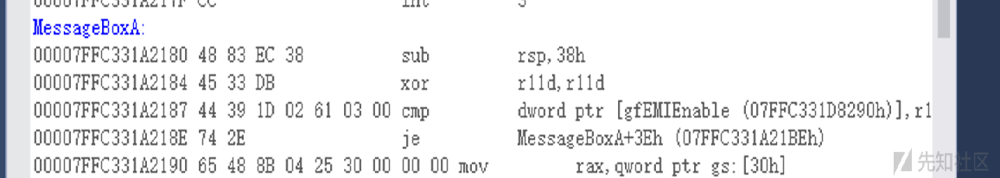 00007FFC331A217F CC int 3
MessageBoxA:
00007FFC331A2180 48 83 EC 38 sub rsp,38h
00007FFC331A2184 45 33 DB xor r11d,r11d
00007FFC331A2187 44 39 1D 02 61 03 00 cmp dword ptr [gfEMIEnable (07FFC331D8290h)],r1
00007FFC331A218E 74 2E je MessageBoxA+3Eh (07FFC331A21BEh)
00007FFC331A2190 65 48 8B 04 25 30 00 00 00 mov rax,qword ptr gs:[30h]
先知社区